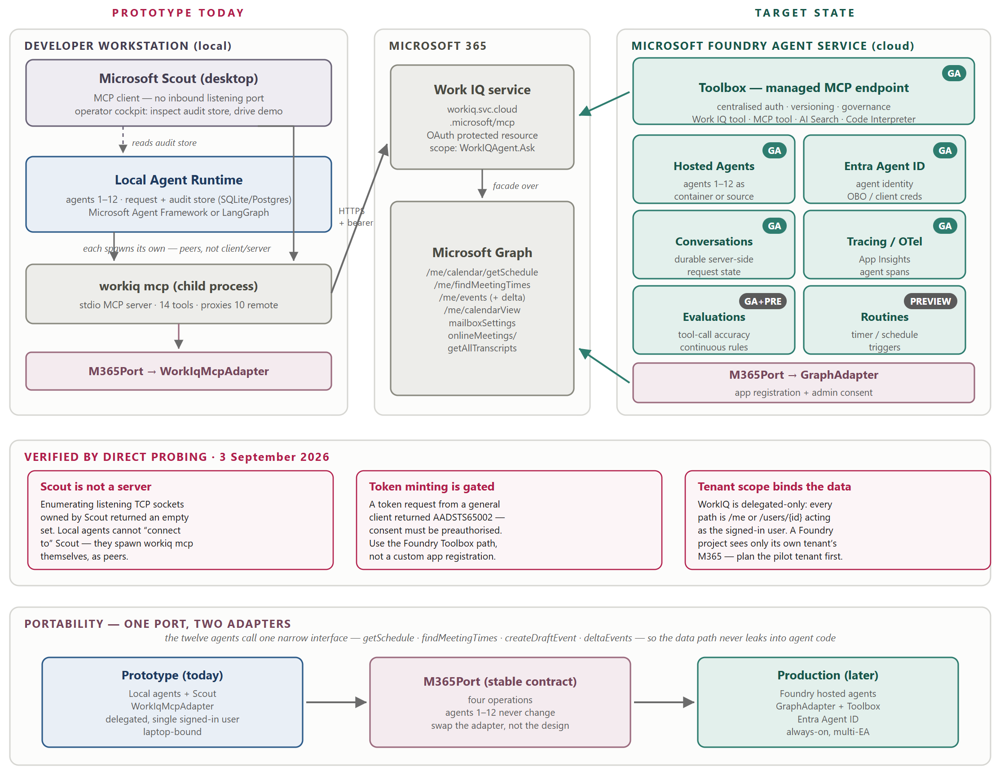 PROTOTYPE TODAY
TARGET STATE
DEVELOPER WORKSTATION (local)
Microsoft Scout (desktop)
MCP client — no inbound listening port
operator cockpit: inspect audit store, drive demo
reads audit store
Local Agent Runtime
agents 1–12 · request + audit store (SQLite/Postgres)
Microsoft Agent Framework or LangGraph
each spawns its own — peers, not client/server
workiq mcp (child process)
stdio MCP server · 14 tools · proxies 10 remote
M365Port → WorkIqMcpAdapter
HTTPS
+ bearer
MICROSOFT 365
Work IQ service
workiq.svc.cloud
.microsoft/mcp
OAuth protected resource
scope: WorkIQAgent.Ask
facade over
Microsoft Graph
/me/calendar/getSchedule
/me/findMeetingTimes
/me/events (+ delta)
/me/calendarView
mailboxSettings
onlineMeetings/
getAllTranscripts
MICROSOFT FOUNDRY AGENT SERVICE (cloud)
GA
Toolbox — managed MCP endpoint
centralised auth · versioning · governance
Work IQ tool · MCP tool · AI Search · Code Interpreter
GA
Hosted Agents
agents 1–12 as
container or source
GA
Entra Agent ID
agent identity
OBO / client creds
GA
Conversations
durable server-side
request state
GA
Tracing / OTel
App Insights
agent spans
GA+PRE
Evaluations
tool-call accuracy
continuous rules
PREVIEW
Routines
timer / schedule
triggers
M365Port → GraphAdapter
app registration + admin consent
VERIFIED BY DIRECT PROBING · 3 September 2026
Scout is not a server
Enumerating listening TCP sockets
owned by Scout returned an empty
set. Local agents cannot “connect
to” Scout — they spawn workiq mcp
themselves, as peers.
Token minting is gated
A token request from a general
client returned AADSTS65002 —
consent must be preauthorised.
Use the Foundry Toolbox path,
not a custom app registration.
Tenant scope binds the data
WorkIQ is delegated-only: every
path is /me or /users/{id} acting
as the signed-in user. A Foundry
project sees only its own tenant’s
M365 — plan the pilot tenant first.
PORTABILITY — ONE PORT, TWO ADAPTERS
the twelve agents call one narrow interface — getSchedule · findMeetingTimes · createDraftEvent · deltaEvents — so the data path never leaks into agent code
Prototype (today)
Local agents + Scout
WorkIqMcpAdapter
delegated, single signed-in user
laptop-bound
M365Port (stable contract)
four operations
agents 1–12 never change
swap the adapter, not the design
Production (later)
Foundry hosted agents
GraphAdapter + Toolbox
Entra Agent ID
always-on, multi-EA